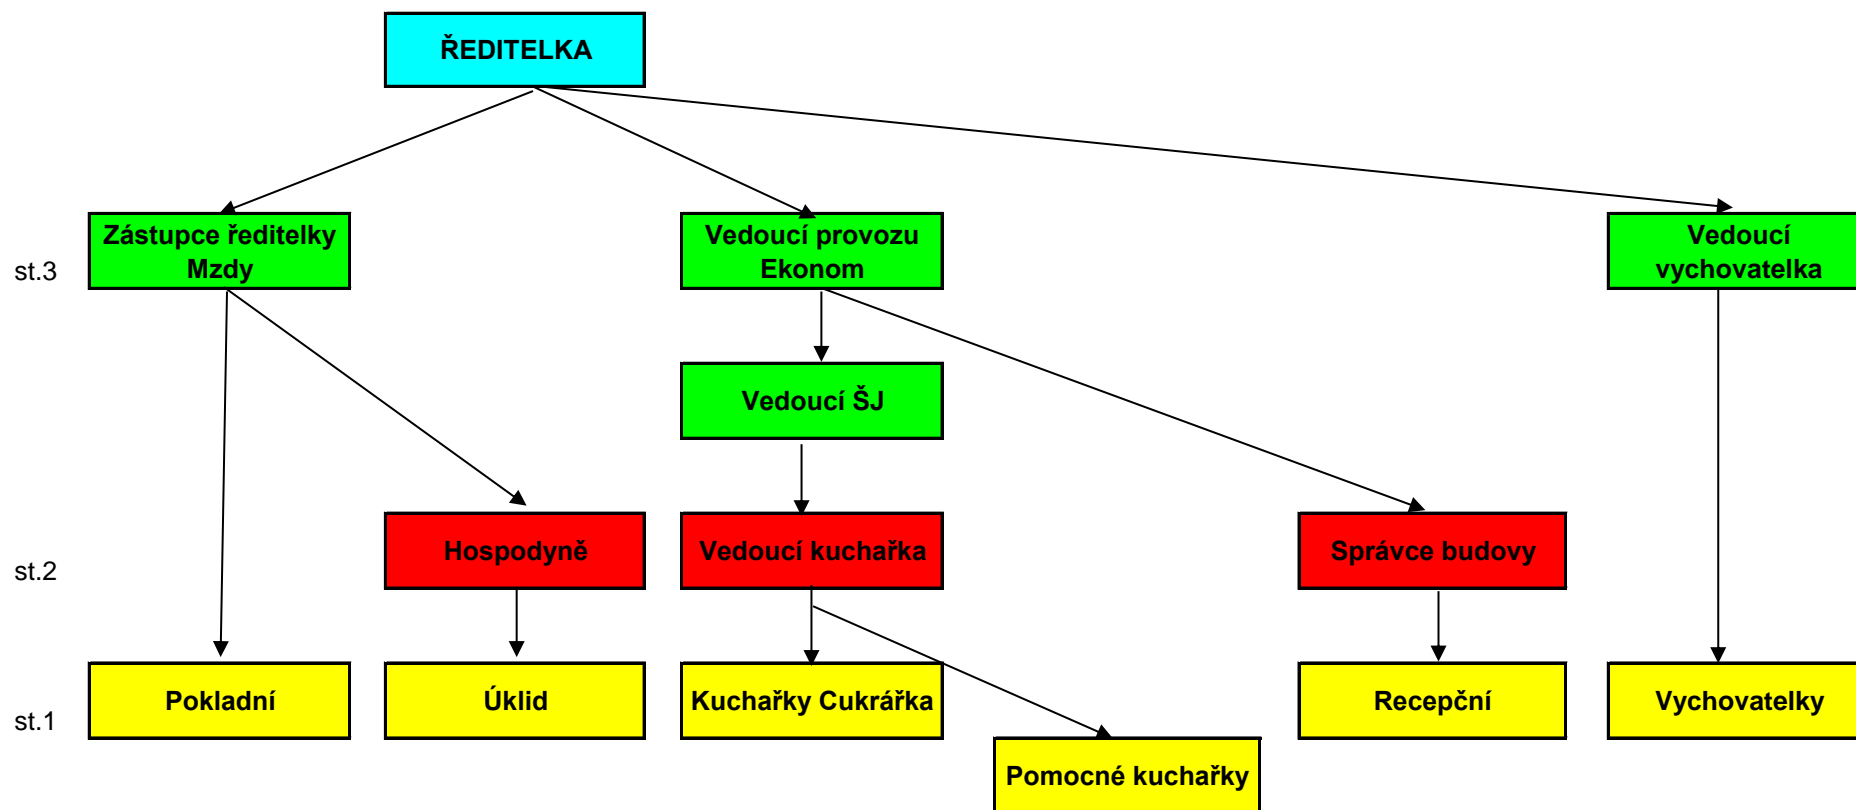 ŘEDITELKA
st.3
Zástupce ředitelky
Mzdy
Vedoucí provozu
Ekonom
Vedoucí
vychovatelka
Vedoucí ŠJ
st.2
Hospodyně
Vedoucí kuchařka
Správce budovy
st.1
Pokladní
Úklid
Kuchařky Cukrářka
Recepční
Vychovatelky
Pomocné kuchařky